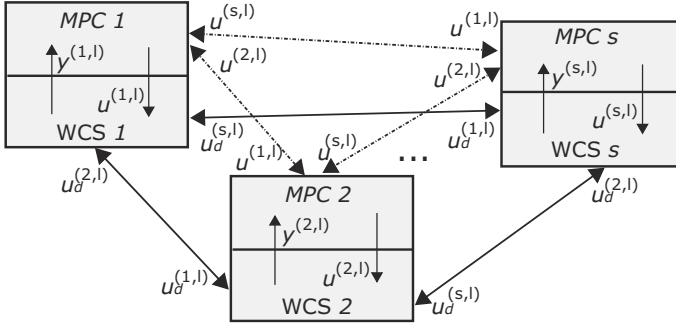 MPC 1
y^(1,l)
u^(1,l)
WCS 1
u^(s,l)
u^(2,l)
u^(1,l)
u^(2,l)
MPC s
y^(s,l)
u^(s,l)
WCS s
u_d^(s,l)
u_d^(1,l)
u^(1,l)
u^(s,l)
...
u_d^(2,l)
u_d^(2,l)
MPC 2
y^(2,l)
u^(2,l)
WCS 2
u_d^(1,l)
u_d^(s,l)